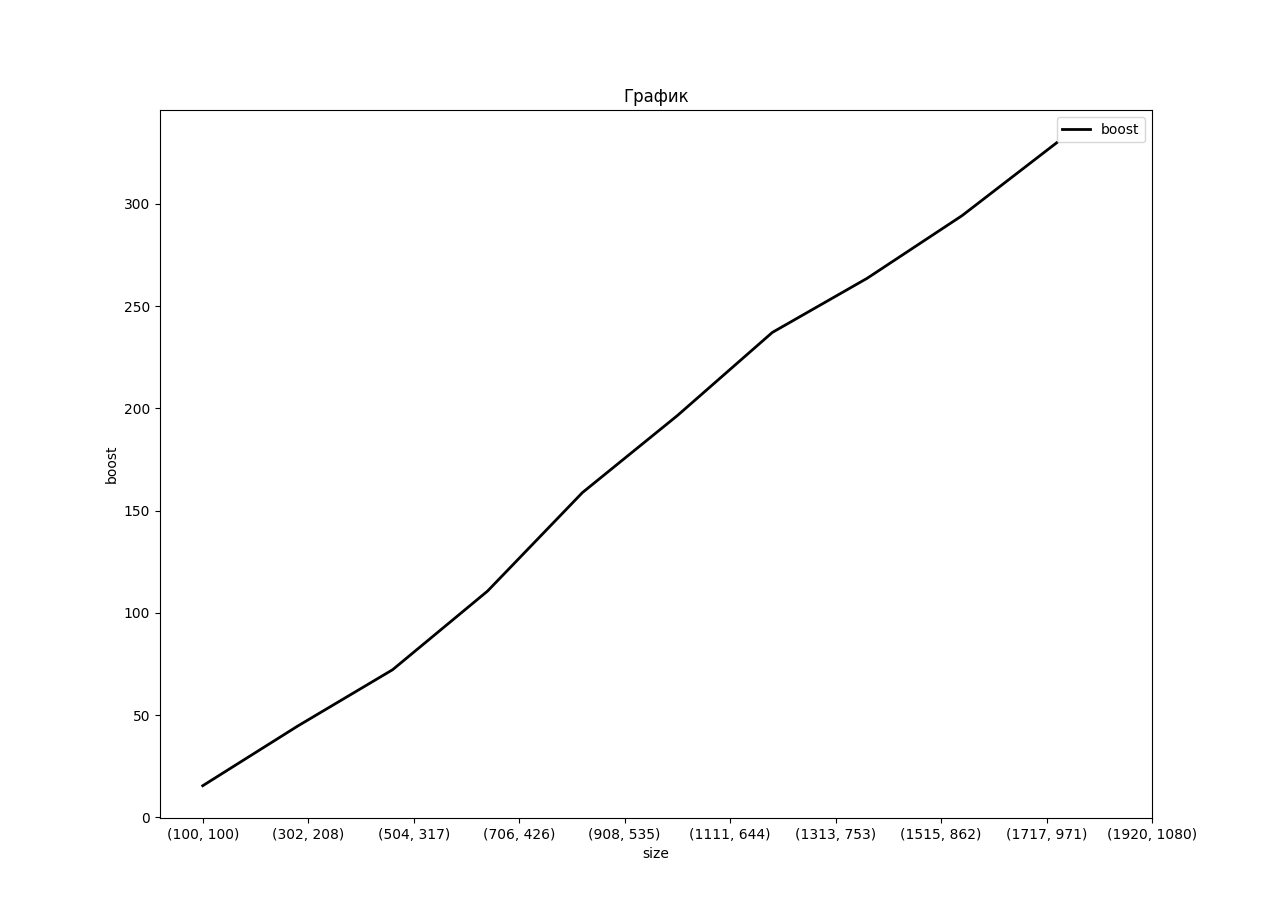 График
boost
300
250
200
150
100
50
0
boost
(100, 100) (302, 208) (504, 317) (706, 426) (908, 535) (1111, 644) (1313, 753) (1515, 862) (1717, 971) (1920, 1080)
size